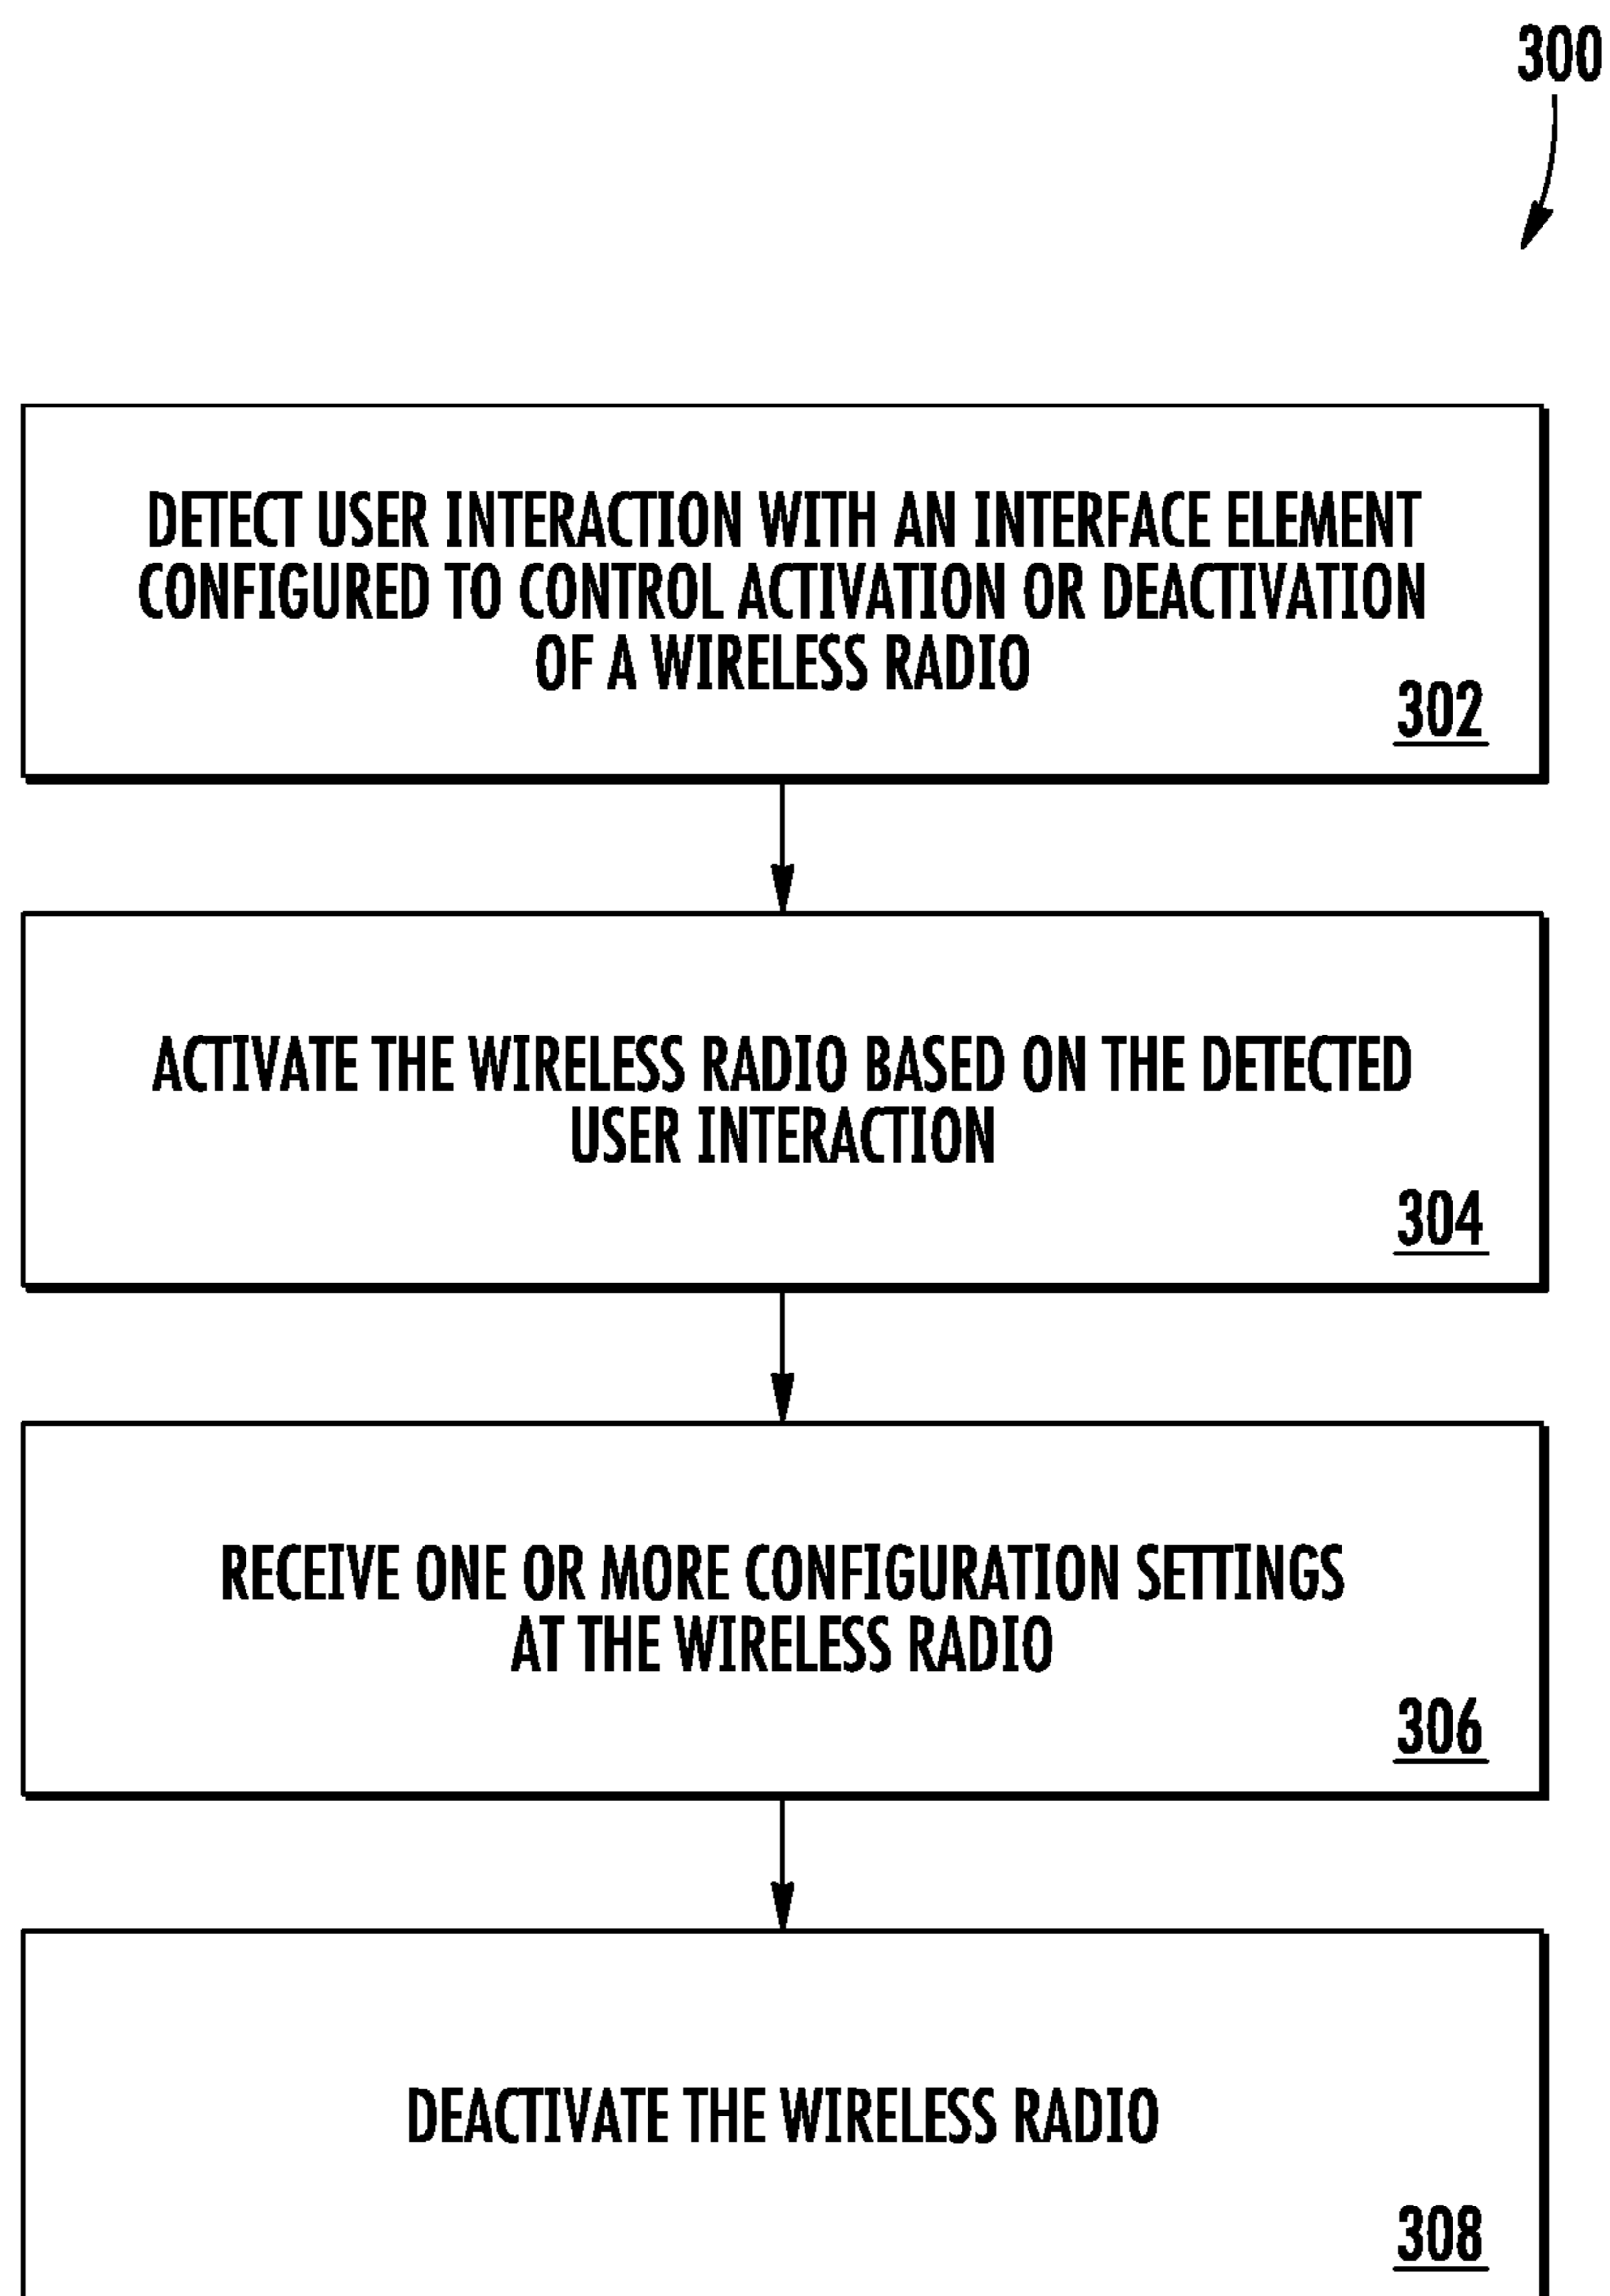 300
DETECT USER INTERACTION WITH AN INTERFACE ELEMENT
CONFIGURED TO CONTROL ACTIVATION OR DEACTIVATION
OF A WIRELESS RADIO
302
ACTIVATE THE WIRELESS RADIO BASED ON THE DETECTED
USER INTERACTION
304
RECEIVE ONE OR MORE CONFIGURATION SETTINGS
AT THE WIRELESS RADIO
306
DEACTIVATE THE WIRELESS RADIO
308